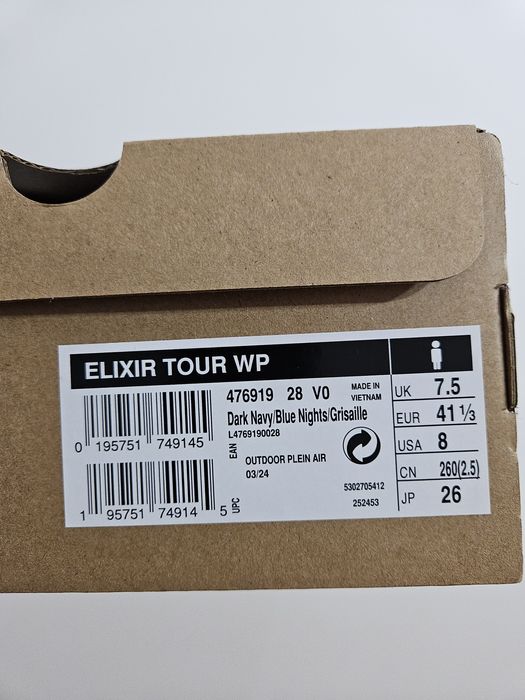 ELIXIR TOUR WP
476919 28 V0
MADE IN
VIETNAM
Dark Navy/Blue Nights/Grisaille
L4769190028
EAN
0 195751 749145
OUTDOOR PLEIN AIR
03/24
5302705412
252453
1 95751 74914 5
UPC
UK 7.5
EUR 41 1/3
USA 8
CN 260(2.5)
JP 26